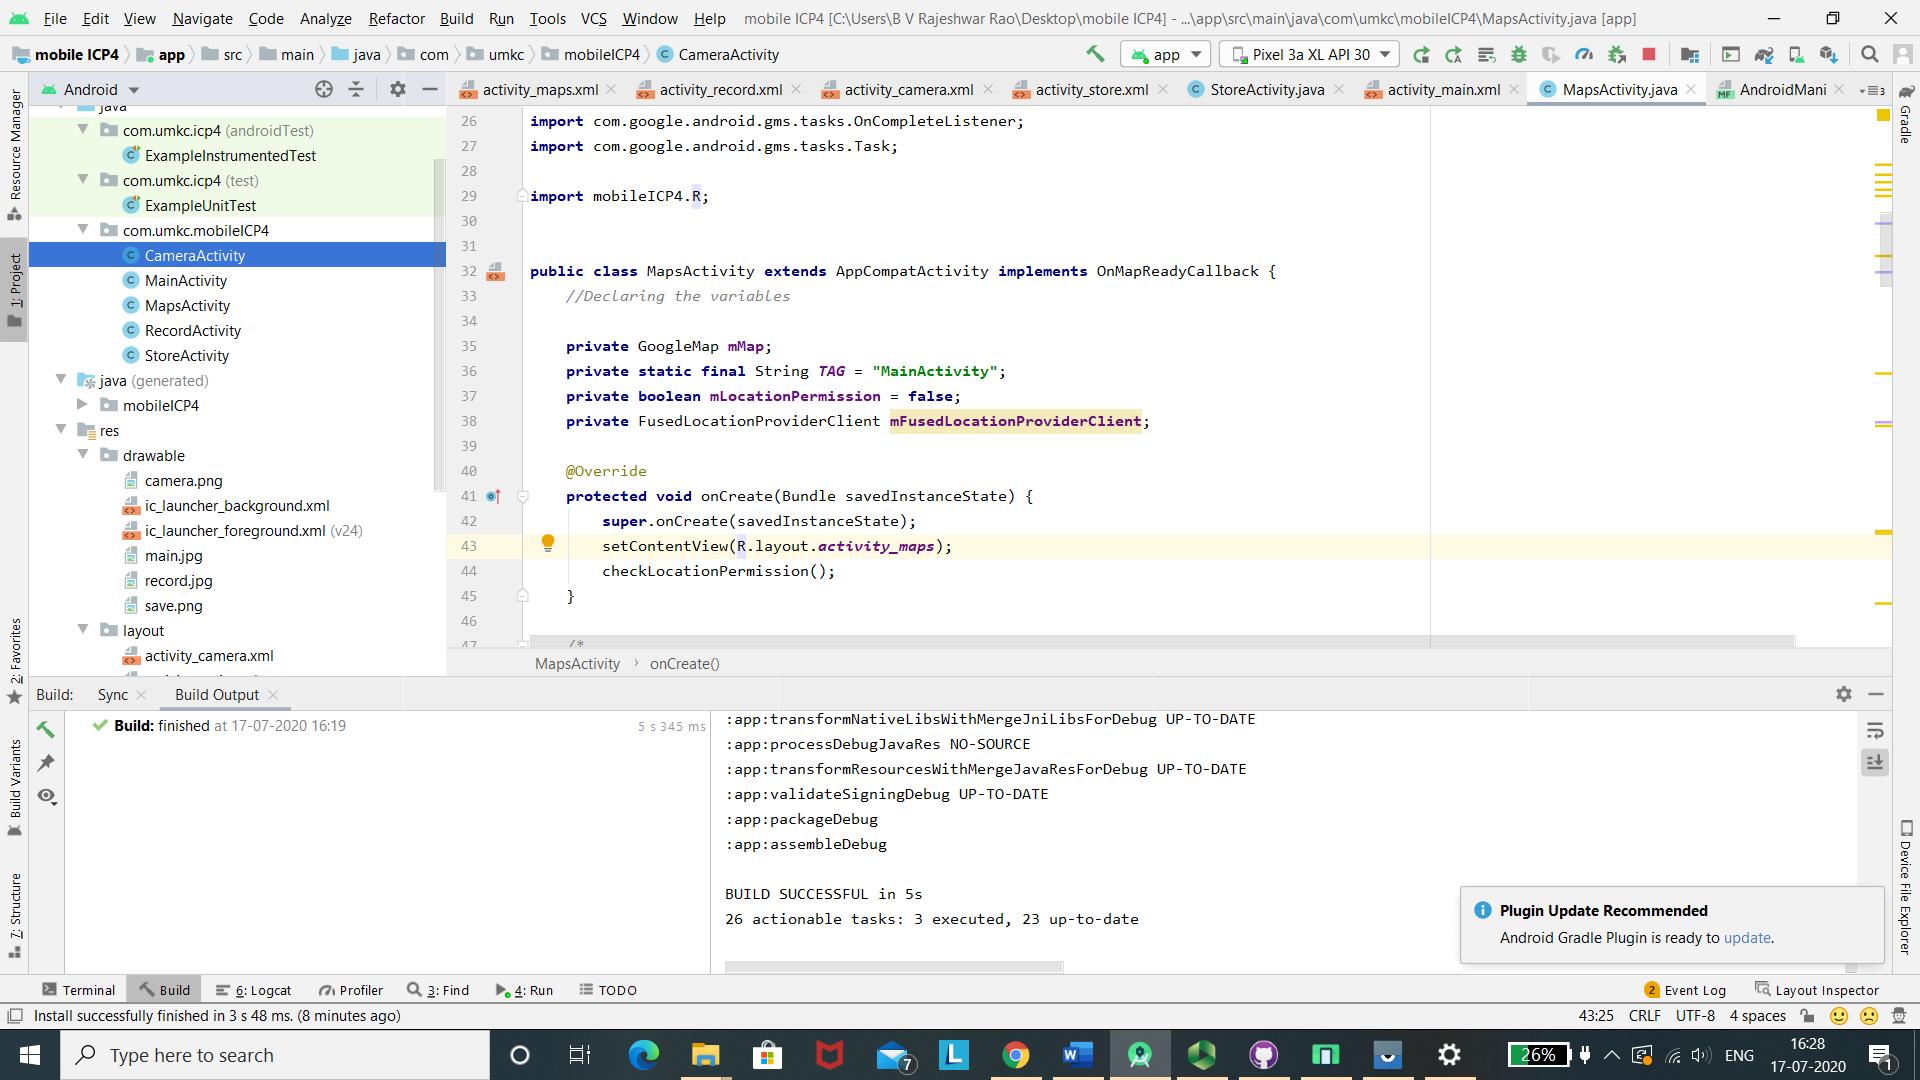 File Edit View Navigate Code Analyze Refactor Build Run Tools VCS Window Help mobile ICP4 [C:\Users\B V Rajeshwar Rao\Desktop\mobile ICP4] - ...\app\src\main\java\com\umkc\mobileICP4\MapsActivity.java [app]
mobile ICP4 app src main java com umkc mobileICP4 CameraActivity app Pixel 3a XL API 30
Android
activity_maps.xml activity_record.xml activity_camera.xml activity_store.xml StoreActivity.java activity_main.xml MapsActivity.java AndroidMani 3
Resource Manager
1: Project
2: Favorites
Build Variants
7: Structure
java
com.umkc.icp4 (androidTest)
ExampleInstrumentedTest
com.umkc.icp4 (test)
ExampleUnitTest
com.umkc.mobileICP4
CameraActivity
MainActivity
MapsActivity
RecordActivity
StoreActivity
java (generated)
mobileICP4
res
drawable
camera.png
ic_launcher_background.xml
ic_launcher_foreground.xml (v24)
main.jpg
record.jpg
save.png
layout
activity_camera.xml
26 import com.google.android.gms.tasks.OnCompleteListener;
27 import com.google.android.gms.tasks.Task;
28
29 import mobileICP4.R;
30
31
32 public class MapsActivity extends AppCompatActivity implements OnMapReadyCallback {
33 //Declaring the variables
34
35 private GoogleMap mMap;
36 private static final String TAG = "MainActivity";
37 private boolean mLocationPermission = false;
38 private FusedLocationProviderClient mFusedLocationProviderClient;
39
40 @Override
41 protected void onCreate(Bundle savedInstanceState) {
42 super.onCreate(savedInstanceState);
43 setContentView(R.layout.activity_maps);
44 checkLocationPermission();
45 }
46
47 /*
MapsActivity › onCreate()
Gradle
Device File Explorer
Build: Sync Build Output
Build: finished at 17-07-2020 16:19 5 s 345 ms
:app:transformNativeLibsWithMergeJniLibsForDebug UP-TO-DATE
:app:processDebugJavaRes NO-SOURCE
:app:transformResourcesWithMergeJavaResForDebug UP-TO-DATE
:app:validateSigningDebug UP-TO-DATE
:app:packageDebug
:app:assembleDebug
BUILD SUCCESSFUL in 5s
26 actionable tasks: 3 executed, 23 up-to-date
Plugin Update Recommended
Android Gradle Plugin is ready to update.
Terminal Build 6: Logcat Profiler 3: Find 4: Run TODO 2 Event Log Layout Inspector
Install successfully finished in 3 s 48 ms. (8 minutes ago) 43:25 CRLF UTF-8 4 spaces
Type here to search 7 L W 26% ENG 16:28 1
17-07-2020